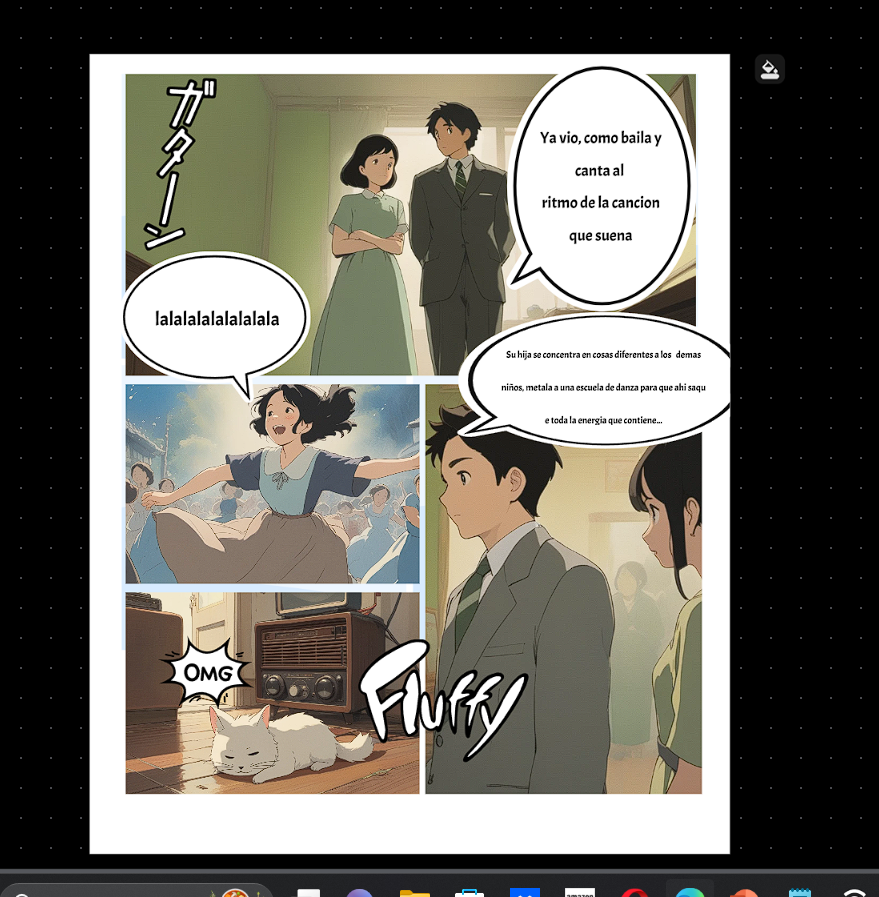 ガターン
Ya vio, como baila y
canta al
ritmo de la cancion
que suena
lalalalalalalalala
Su hija se concentra en cosas diferentes a los demas
niños, metala a una escuela de danza para que ahi saqu
e toda la energia que contiene...
OMG
Fluffy
amazon